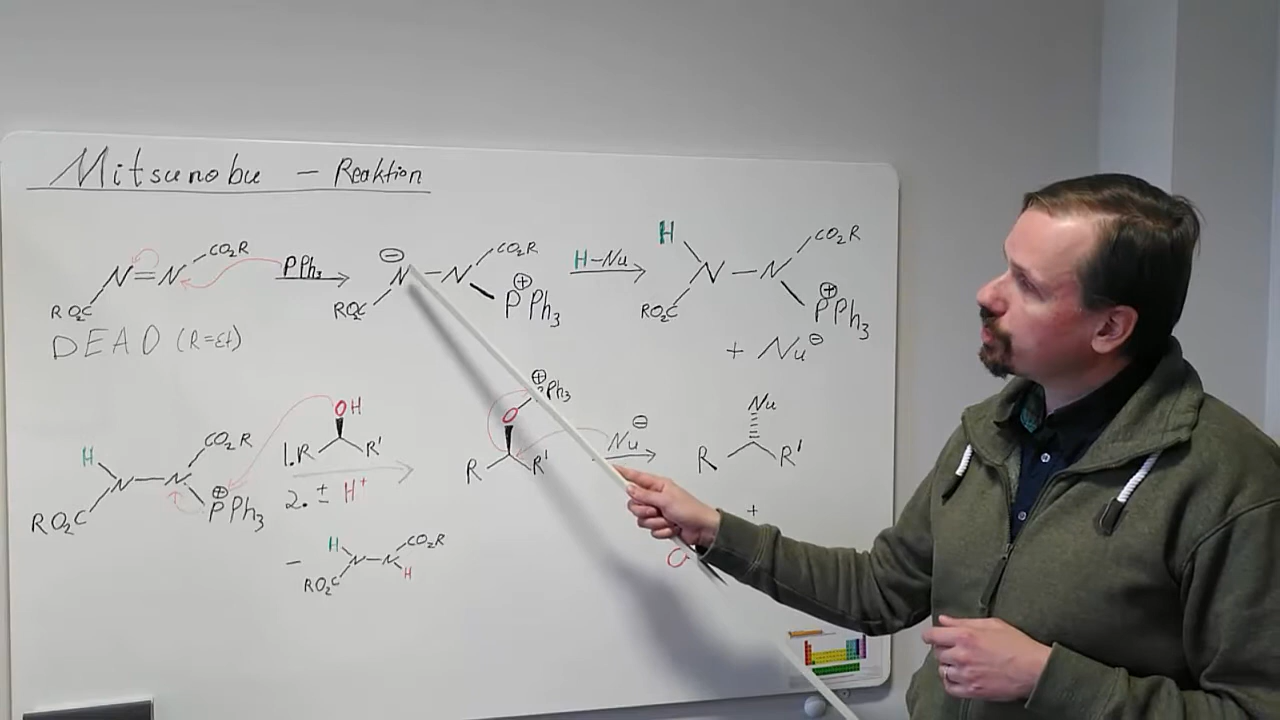 Mitsunobu - Reaktion
N=N CO₂R RO₂C PPh₃ ⊖ N-N CO₂R RO₂C ⊕ PPh₃ H-Nu H N-N CO₂R RO₂C ⊕ PPh₃
DEAD (R=Et)
+ Nu⊖
H N-N CO₂R RO₂C ⊕ PPh₃ 1. R OH R' O ⊕ PPh₃ R R' Nu⊖ Nu R R'
2. ± H⁺
+
- H N-N CO₂R RO₂C H